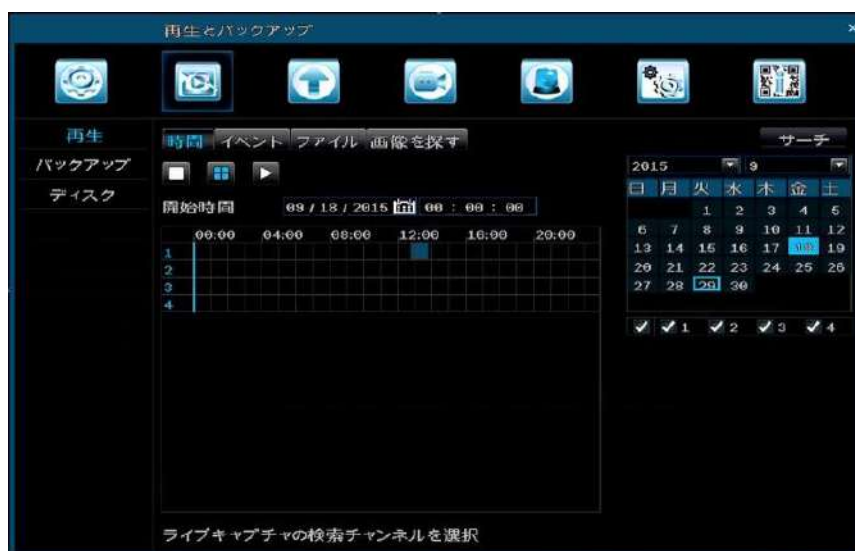 再生とバックアップ
×
再生
バックアップ
ディスク
時間 イベント ファイル 画像を探す
サーチ
2015 9
日 月 火 水 木 金 土
1 2 3 4 5
6 7 8 9 10 11 12
13 14 15 16 17 18 19
20 21 22 23 24 25 26
27 28 29 30
1 2 3 4
開始時間 09 / 18 / 2015 00 : 00 : 00
00:00 04:00 08:00 12:00 16:00 20:00
1
2
3
4
ライブキャプチャの検索チャンネルを選択